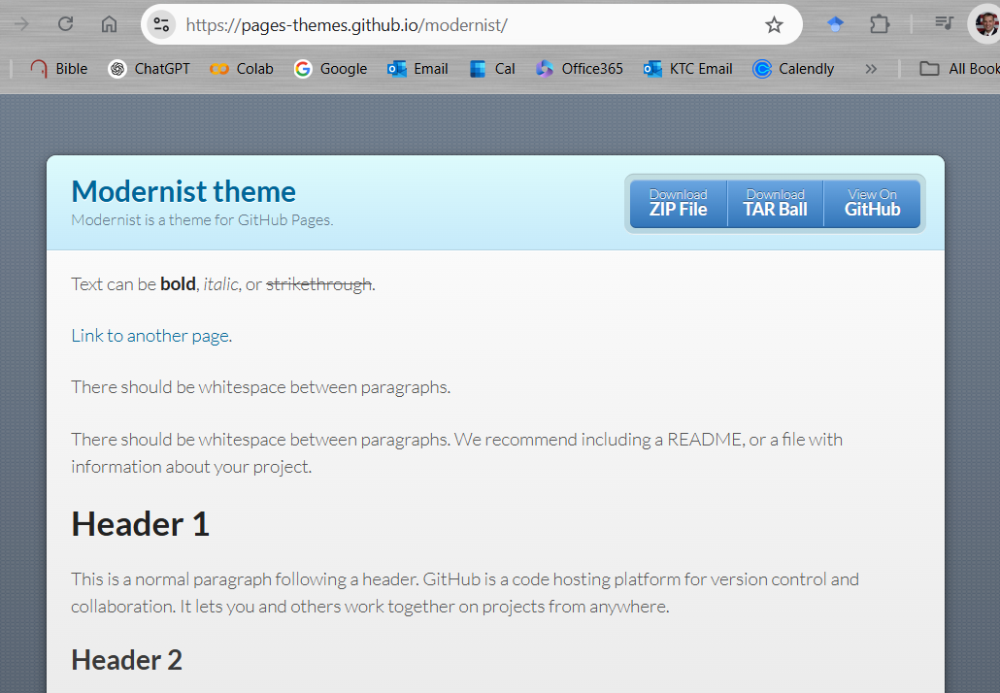 https://pages-themes.github.io/modernist/
Bible ChatGPT Colab Google Email Cal Office365 KTC Email Calendly » All Book
Modernist theme
Modernist is a theme for GitHub Pages.
Download ZIP File
Download TAR Ball
View On GitHub
Text can be bold, italic, or strikethrough.
Link to another page.
There should be whitespace between paragraphs.
There should be whitespace between paragraphs. We recommend including a README, or a file with
information about your project.
Header 1
This is a normal paragraph following a header. GitHub is a code hosting platform for version control and
collaboration. It lets you and others work together on projects from anywhere.
Header 2